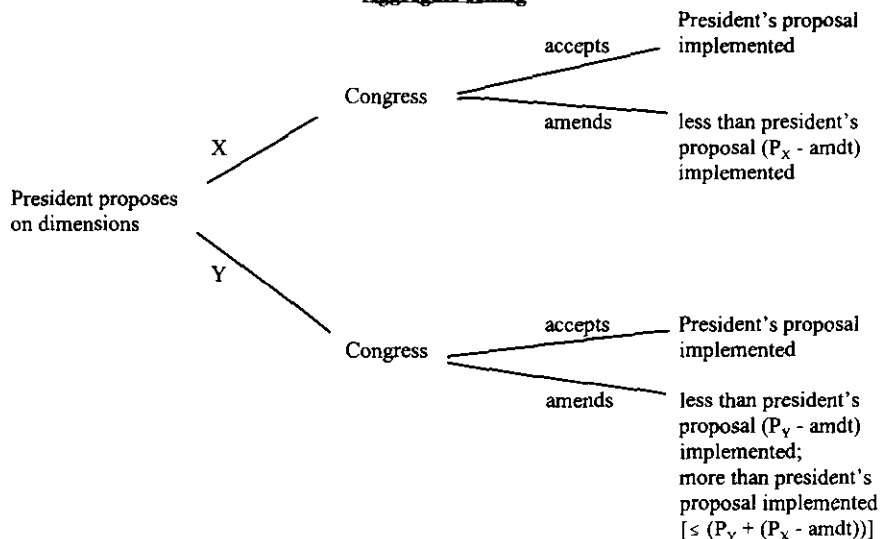 President's proposal
implemented
accepts
Congress
amends
less than president's
proposal (P_X - amdt)
implemented
X
President proposes
on dimensions
Y
accepts
President's proposal
implemented
Congress
amends
less than president's
proposal (P_Y - amdt)
implemented;
more than president's
proposal implemented
[≤ (P_Y + (P_X - amdt))]